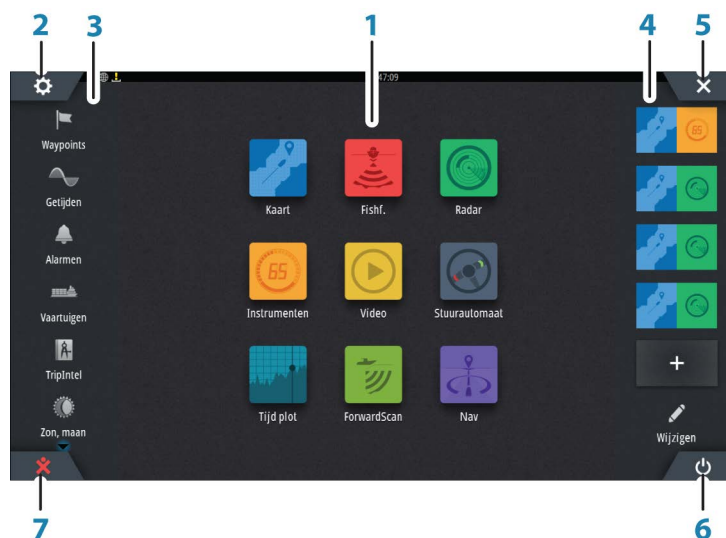 2
3
1
4
5
47:09
Waypoints
Getijden
Alarmen
Vaartuigen
TripIntel
Zon, maan
Kaart
Fishf.
Radar
65
Instrumenten
Video
Stuurautomaat
Tijd plot
ForwardScan
Nav
65
+
Wijzigen
7
6